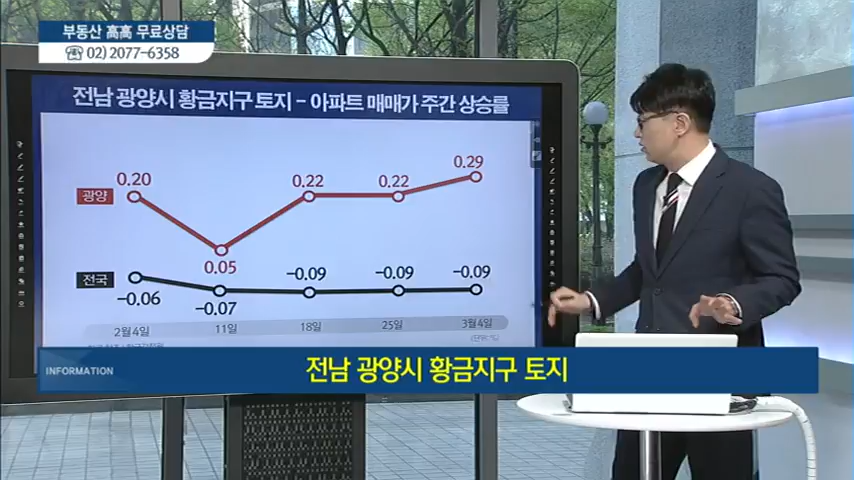 부동산 高高 무료상담
☎ 02) 2077-6358
전남 광양시 황금지구 토지 - 아파트 매매가 주간 상승률
광양
0.20
0.05
0.22
0.22
0.29
전국
-0.06
-0.07
-0.09
-0.09
-0.09
2월 4일
11일
18일
25일
3월 4일
INFORMATION
전남 광양시 황금지구 토지